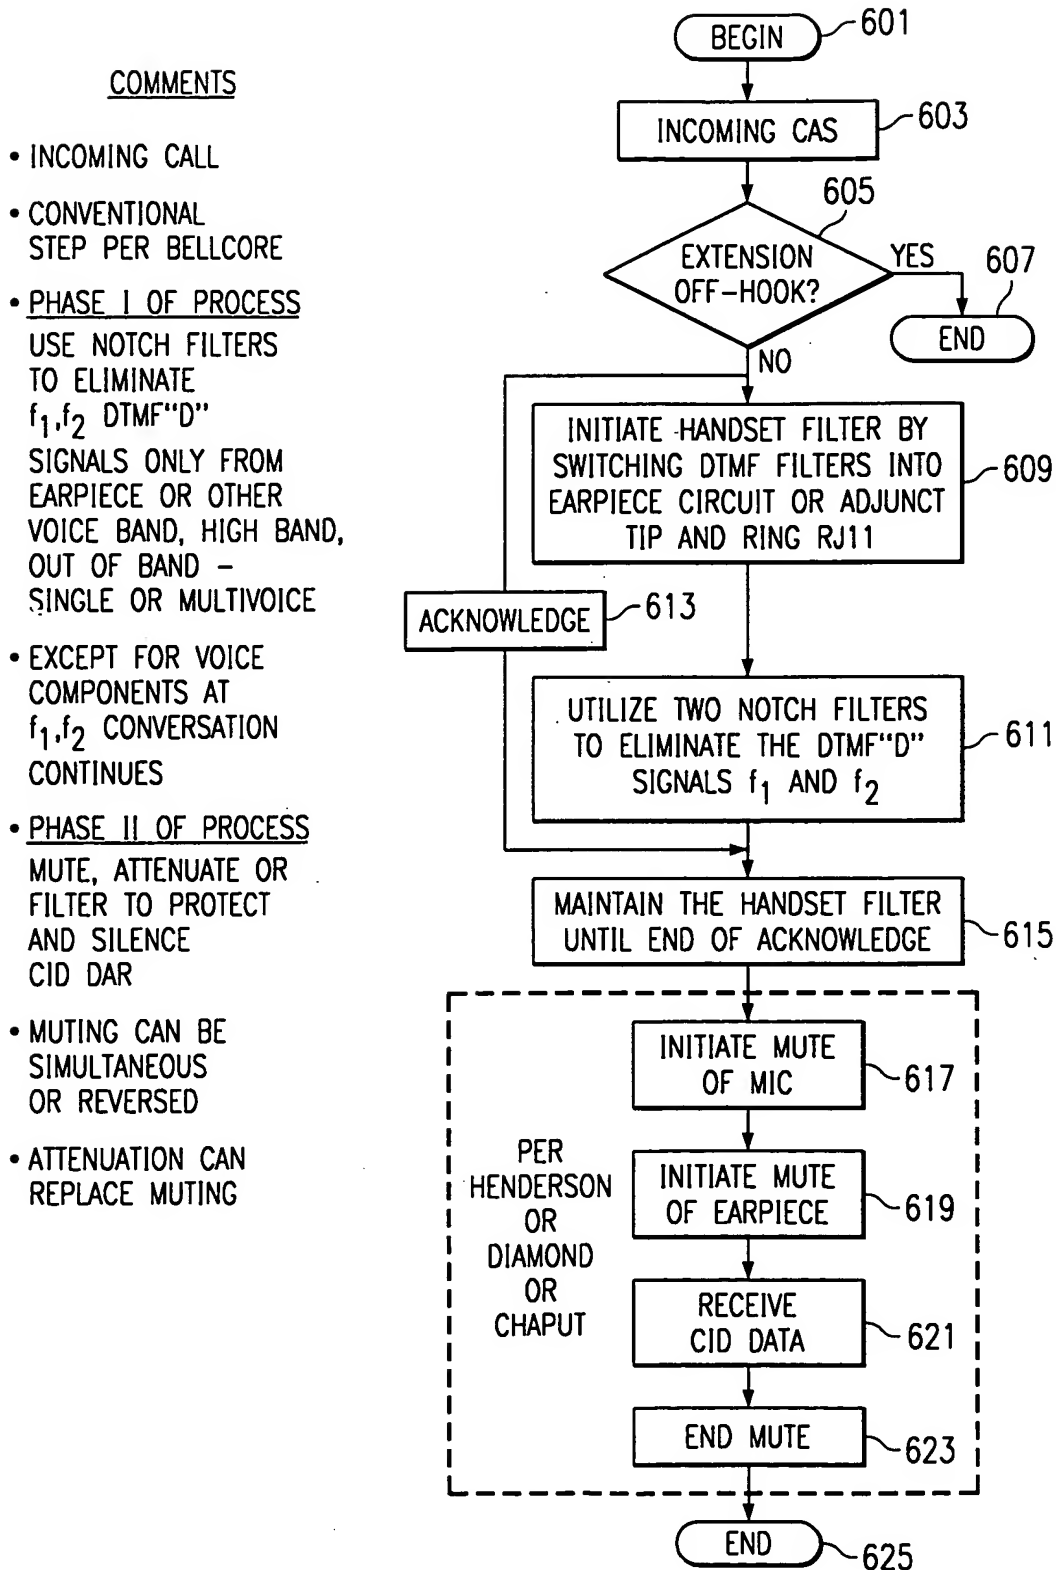 COMMENTS
• INCOMING CALL
• CONVENTIONAL
STEP PER BELLCORE
• PHASE I OF PROCESS
USE NOTCH FILTERS
TO ELIMINATE
f1,f2 DTMF"D"
SIGNALS ONLY FROM
EARPIECE OR OTHER
VOICE BAND, HIGH BAND,
OUT OF BAND –
SINGLE OR MULTIVOICE
• EXCEPT FOR VOICE
COMPONENTS AT
f1,f2 CONVERSATION
CONTINUES
• PHASE II OF PROCESS
MUTE, ATTENUATE OR
FILTER TO PROTECT
AND SILENCE
CID DAR
• MUTING CAN BE
SIMULTANEOUS
OR REVERSED
• ATTENUATION CAN
REPLACE MUTING
BEGIN
601
INCOMING CAS
603
EXTENSION
OFF-HOOK?
605
YES
607
END
NO
INITIATE HANDSET FILTER BY
SWITCHING DTMF FILTERS INTO
EARPIECE CIRCUIT OR ADJUNCT
TIP AND RING RJ11
609
ACKNOWLEDGE
613
UTILIZE TWO NOTCH FILTERS
TO ELIMINATE THE DTMF"D"
SIGNALS f1 AND f2
611
MAINTAIN THE HANDSET FILTER
UNTIL END OF ACKNOWLEDGE
615
PER
HENDERSON
OR
DIAMOND
OR
CHAPUT
INITIATE MUTE
OF MIC
617
INITIATE MUTE
OF EARPIECE
619
RECEIVE
CID DATA
621
END MUTE
623
END
625